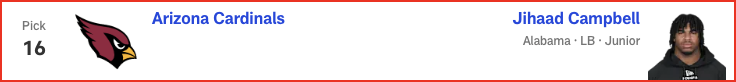 Pick
16
Arizona Cardinals
Jihaad Campbell
Alabama · LB · Junior